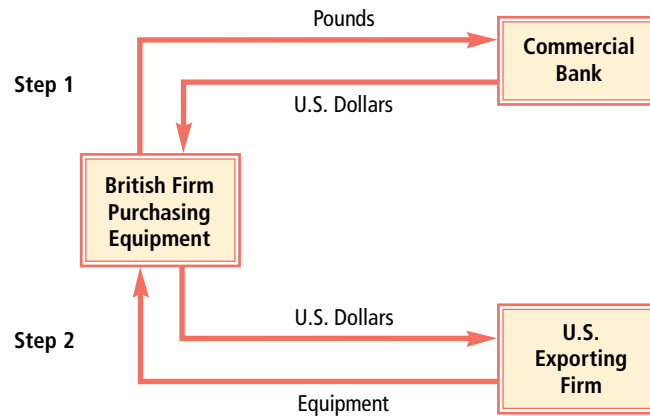 Pounds
Commercial
Bank
Step 1
U.S. Dollars
British Firm
Purchasing
Equipment
U.S. Dollars
Step 2
U.S.
Exporting
Firm
Equipment